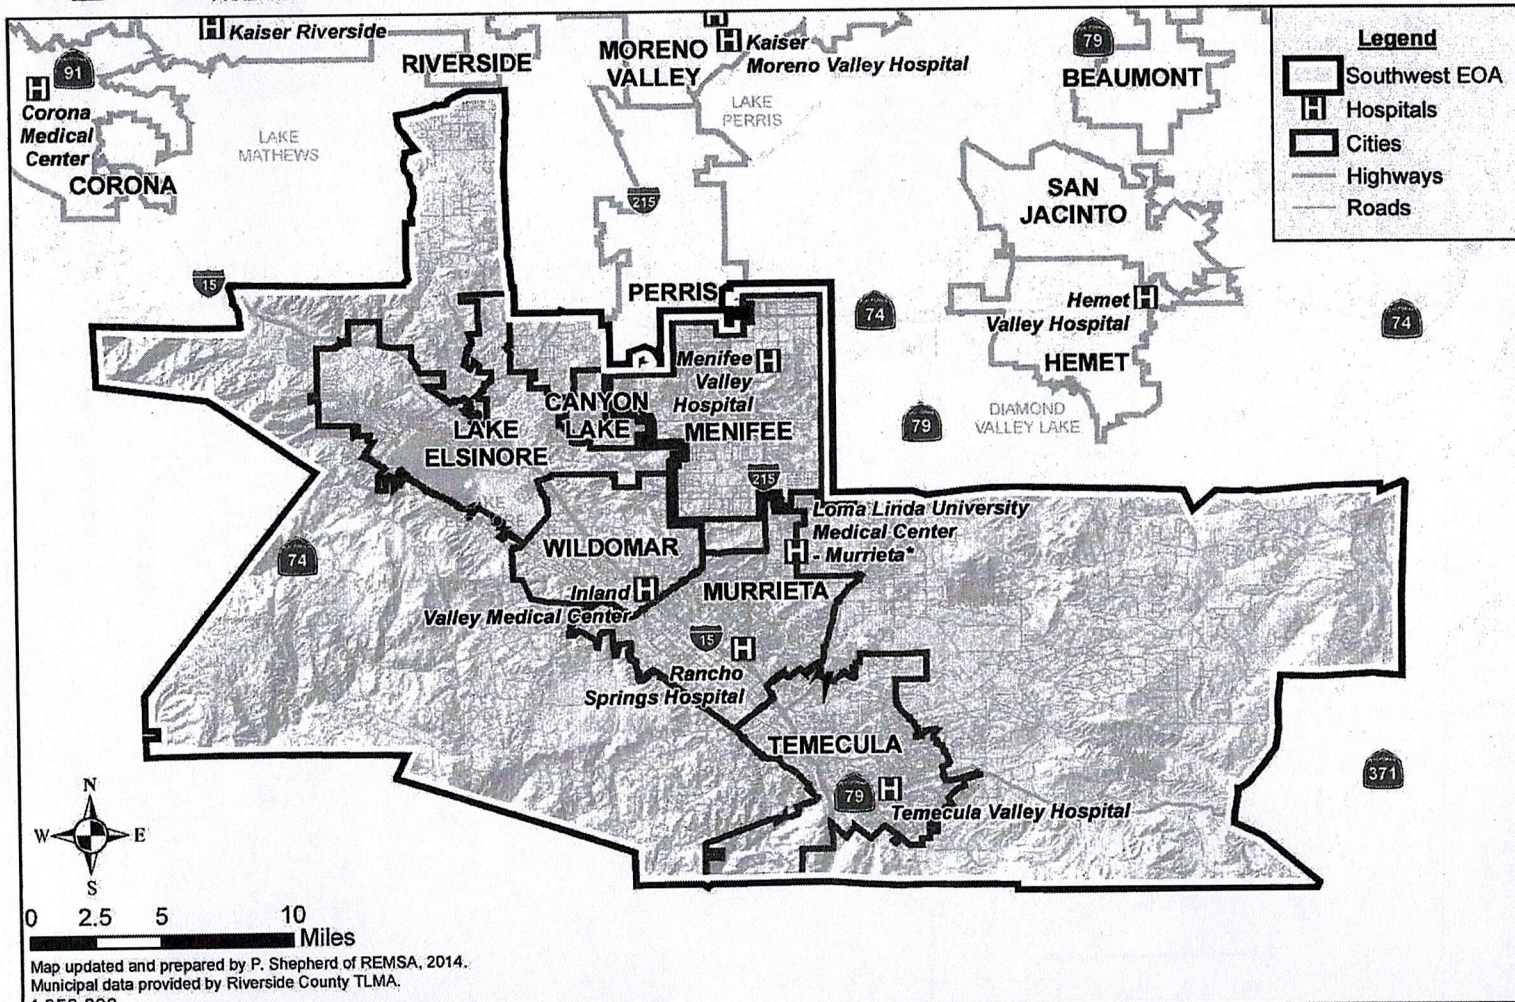 H Kaiser Riverside
91
H
Corona
Medical
Center
CORONA
LAKE
MATHEWS
RIVERSIDE
MORENO
VALLEY
H
H Kaiser
Moreno Valley Hospital
LAKE
PERRIS
79
BEAUMONT
Legend
Southwest EOA
H Hospitals
Cities
Highways
Roads
215
SAN
JACINTO
15
PERRIS
74
Hemet H
Valley Hospital
74
HEMET
Menifee H
Valley
Hospital
CANYON
LAKE
MENIFEE
LAKE
ELSINORE
DIAMOND
VALLEY LAKE
79
215
LAKE
Loma Linda University
Medical Center
H - Murrieta*
74
WILDOMAR
Inland H
Valley Medical Center
MURRIETA
15
H
Rancho
Springs Hospital
TEMECULA
79 H
Temecula Valley Hospital
371
N
W E
S
0 2.5 5 10
Miles
Map updated and prepared by P. Shepherd of REMSA, 2014.
Municipal data provided by Riverside County TLMA.